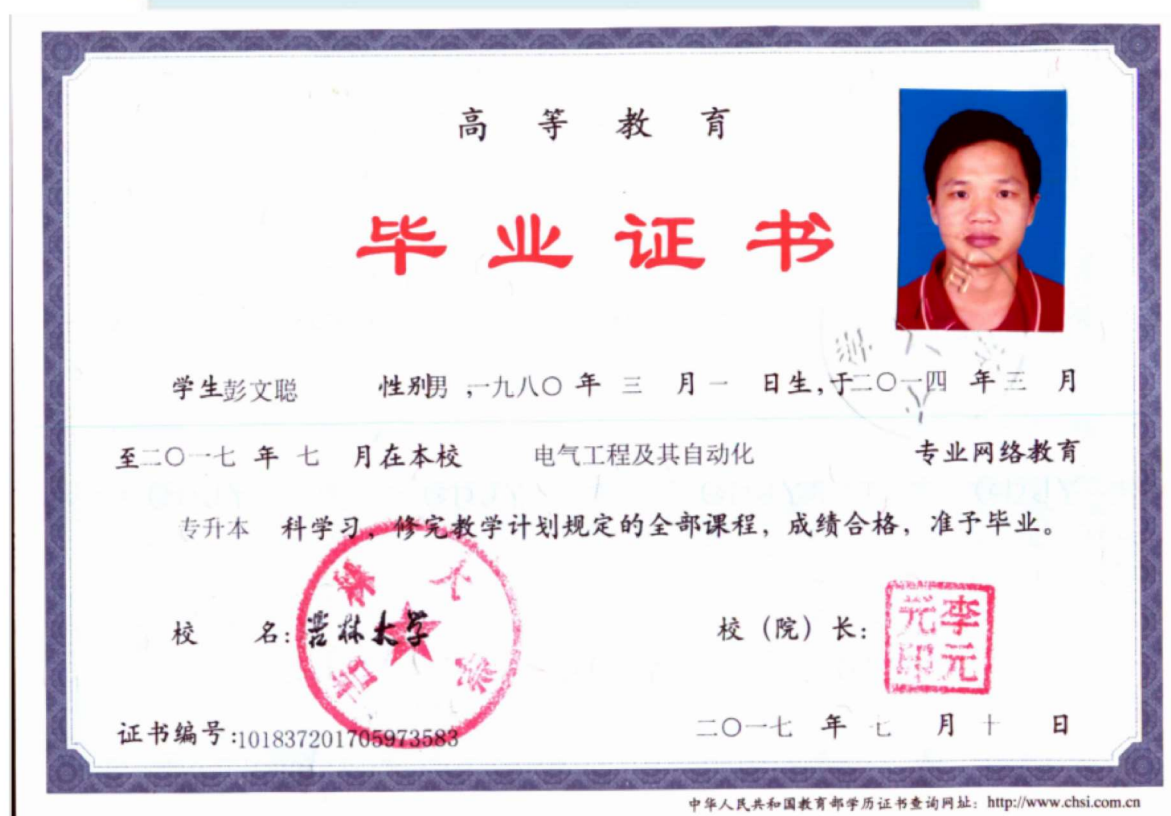 高等教育
毕业证书
学生彭文聪 性别男,一九八〇年三月一日生,于二〇一四年三月
至二〇一七年七月在本校 电气工程及其自动化 专业网络教育
专升本 科学习,修完教学计划规定的全部课程,成绩合格,准予毕业。
校 名:吉林大学
吉林大学
校(院)长:
李元元印
证书编号:101837201705973583
二〇一七年七月十日
中华人民共和国教育部学历证书查询网址:http://www.chsi.com.cn